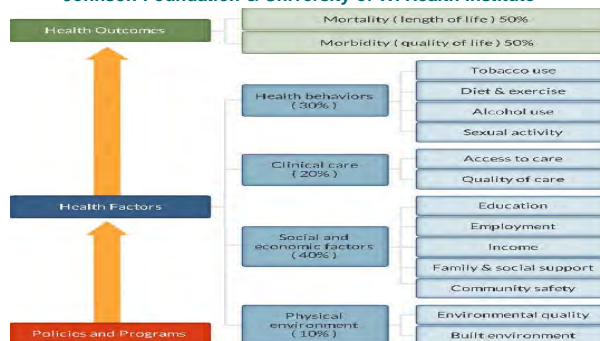 Johnson Foundation & University of WI Health Institute
Health Outcomes
Mortality (length of life) 50%
Morbidity (quality of life) 50%
Health behaviors
(30%)
Tobacco use
Diet & exercise
Alcohol use
Sexual activity
Clinical care
(20%)
Access to care
Quality of care
Health Factors
Social and
economic factors
(40%)
Education
Employment
Income
Family & social support
Community safety
Physical
environment
(10%)
Environmental quality
Built environment
Policies and Programs